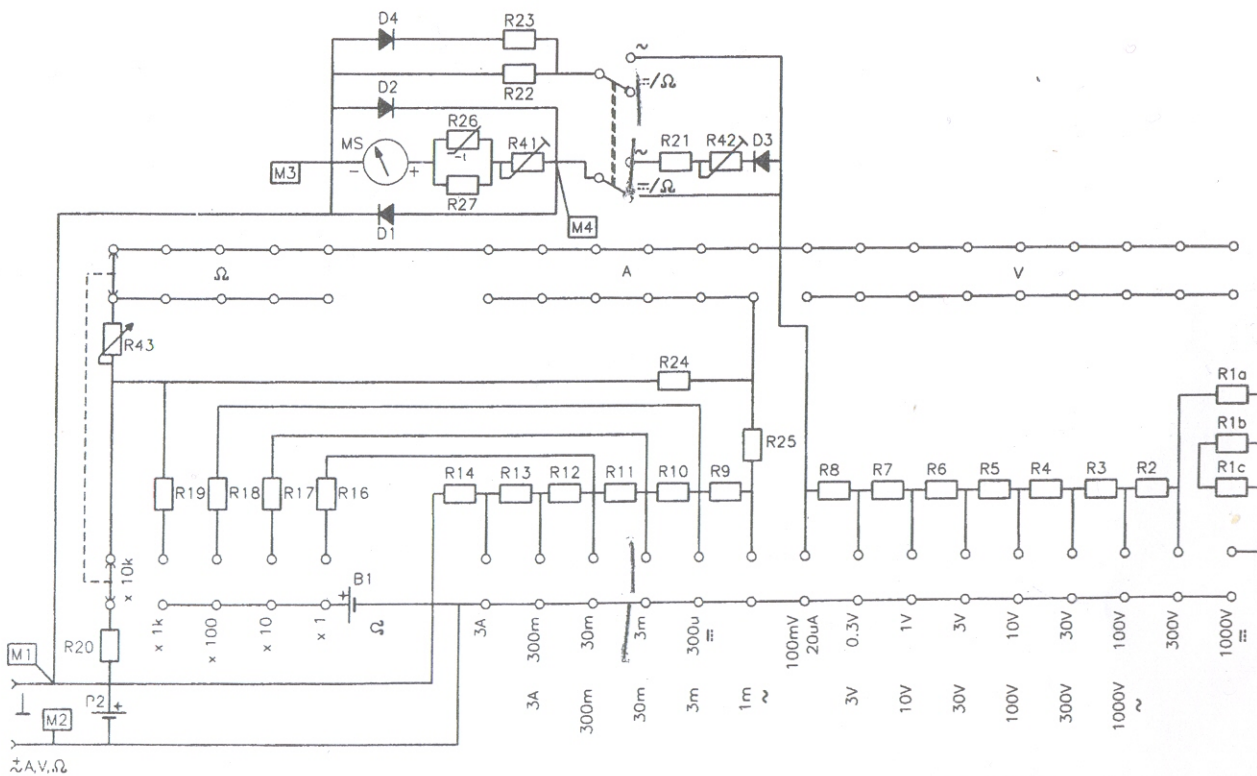 D4
R23
~
R22
⎓/Ω
D2
R26
-t
MS
R41
~
R21
R42
D3
M3
-
+
R27
⎓/Ω
D1
M4
Ω
A
V
R43
R24
R1a
R25
R1b
R14
R13
R12
R11
R10
R9
R8
R7
R6
R5
R4
R3
R2
R1c
R19
R18
R17
R16
x 10k
B1
+
Ω
x 1k
x 100
x 10
x 1
3A
300m
30m
3m
300u
⎓
100mV
20uA
0.3V
1V
3V
10V
30V
100V
300V
1000V
⎓
R20
M1
3A
300m
30m
3m
1m
~
3V
10V
30V
100V
300V
1000V
~
+
M2
A,V,Ω